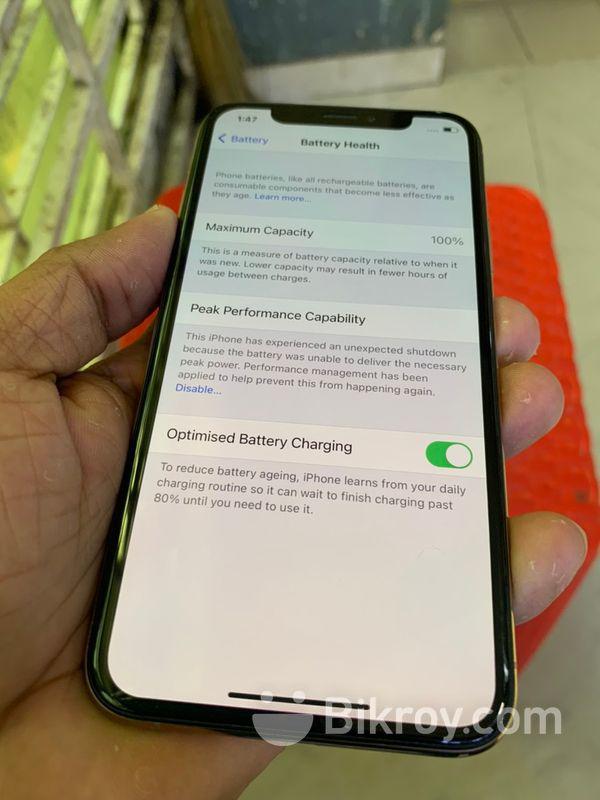 1:47
Battery
Battery Health
Phone batteries, like all rechargeable batteries, are
consumable components that become less effective as
they age. Learn more...
Maximum Capacity
100%
This is a measure of battery capacity relative to when it
was new. Lower capacity may result in fewer hours of
usage between charges.
Peak Performance Capability
This iPhone has experienced an unexpected shutdown
because the battery was unable to deliver the necessary
peak power. Performance management has been
applied to help prevent this from happening again.
Disable...
Optimised Battery Charging
To reduce battery ageing, iPhone learns from your daily
charging routine so it can wait to finish charging past
80% until you need to use it.
Bikroy.com